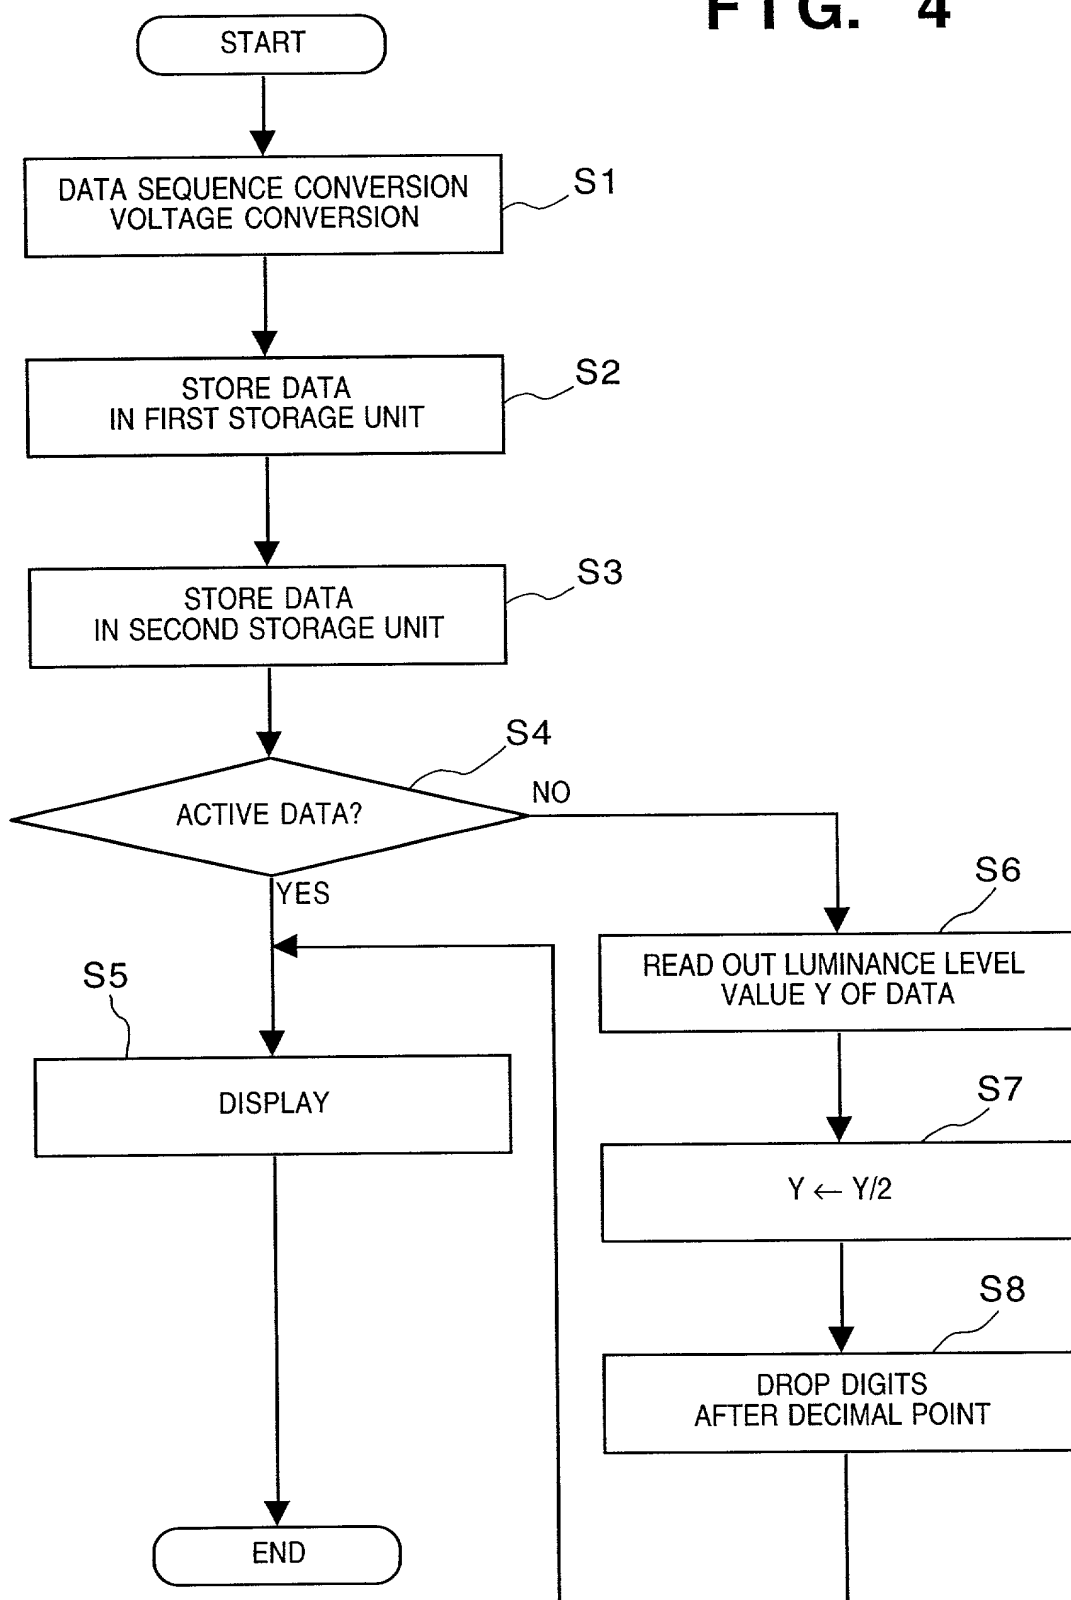 FIG. 4
START
DATA SEQUENCE CONVERSION
VOLTAGE CONVERSION
S1
STORE DATA
IN FIRST STORAGE UNIT
S2
STORE DATA
IN SECOND STORAGE UNIT
S3
ACTIVE DATA?
S4
NO
YES
S5
DISPLAY
END
S6
READ OUT LUMINANCE LEVEL
VALUE Y OF DATA
S7
Y ← Y/2
S8
DROP DIGITS
AFTER DECIMAL POINT